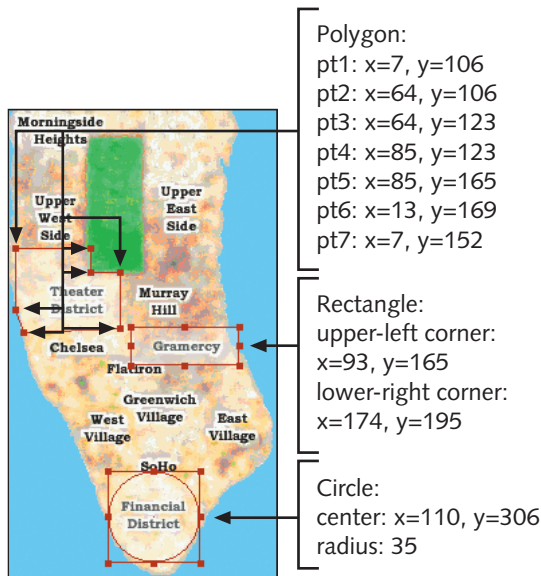 Polygon:
pt1: x=7, y=106
pt2: x=64, y=106
pt3: x=64, y=123
pt4: x=85, y=123
pt5: x=85, y=165
pt6: x=13, y=169
pt7: x=7, y=152
Morningside
Heights
Upper
West
Side
Upper
East
Side
Theater
District
Murray
Hill
Chelsea
Gramercy
Flatiron
Greenwich
Village
West
Village
East
Village
SoHo
Financial
District
Rectangle:
upper-left corner:
x=93, y=165
lower-right corner:
x=174, y=195
Circle:
center: x=110, y=306
radius: 35